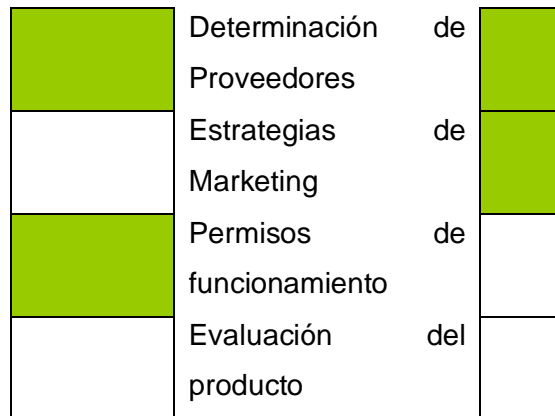 Determinación de
Proveedores
Estrategias de
Marketing
Permisos de
funcionamiento
Evaluación del
producto